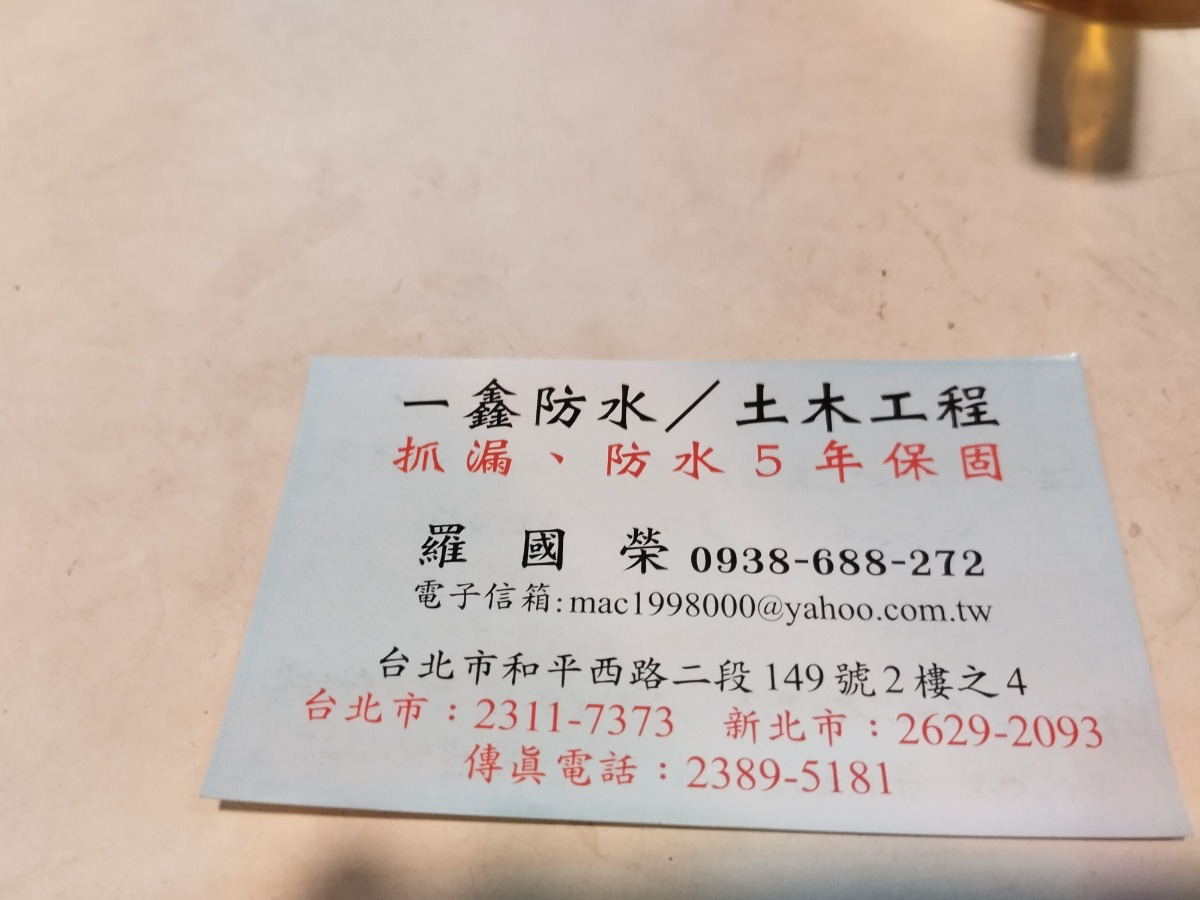 一鑫防水／土木工程
抓漏、防水5年保固
羅國榮 0938-688-272
電子信箱:mac1998000@yahoo.com.tw
台北市和平西路二段149號2樓之4
台北市：2311-7373 新北市：2629-2093
傳眞電話：2389-5181